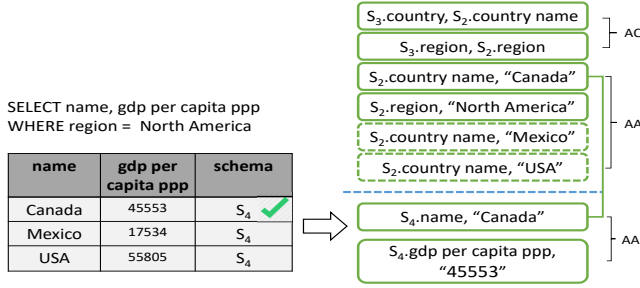 S3.country, S2.country name
AC
S3.region, S2.region
S2.country name, “Canada”
S2.region, “North America”
AA
S2.country name, “Mexico”
S2.country name, “USA”
SELECT name, gdp per capita ppp
WHERE region = North America
name gdp per capita ppp schema
Canada 45553 S4
Mexico 17534 S4
USA 55805 S4
S4.name, “Canada”
AA
S4.gdp per capita ppp,
“45553”